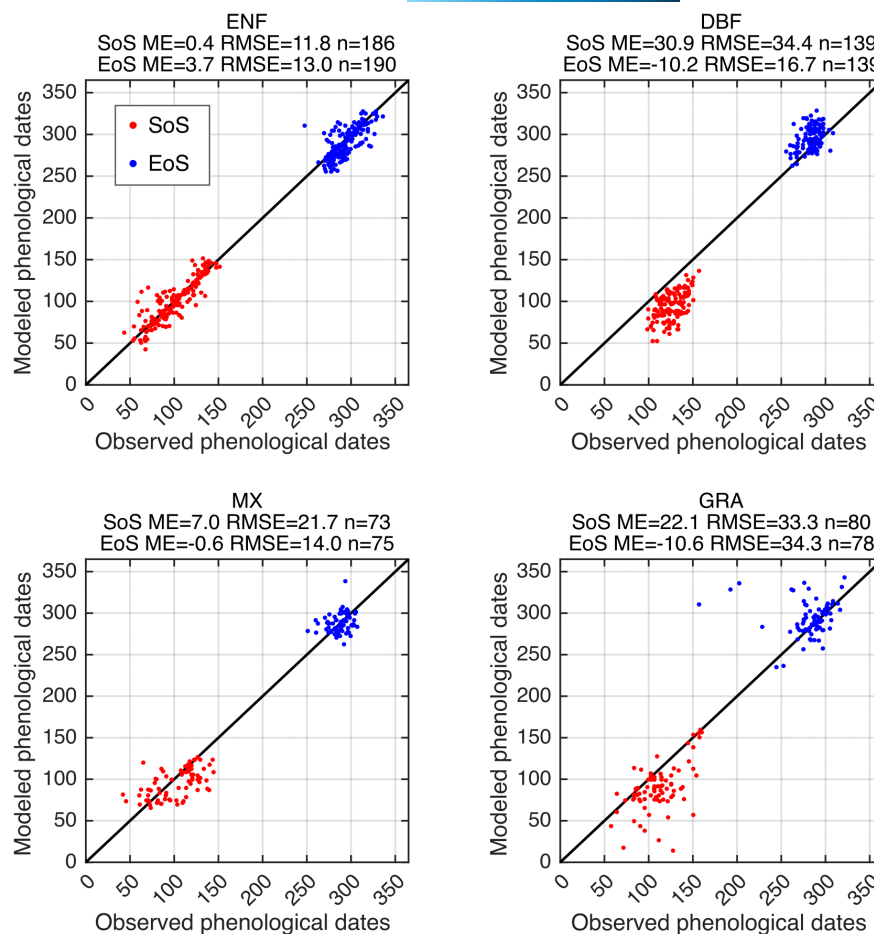 ENF
SoS ME=0.4 RMSE=11.8 n=186
EoS ME=3.7 RMSE=13.0 n=190
350
300
250
200
150
100
50
0
Modeled phenological dates
SoS
EoS
0 50 100 150 200 250 300 350
Observed phenological dates
DBF
SoS ME=30.9 RMSE=34.4 n=139
EoS ME=-10.2 RMSE=16.7 n=139
350
300
250
200
150
100
50
0
Modeled phenological dates
0 50 100 150 200 250 300 350
Observed phenological dates
MX
SoS ME=7.0 RMSE=21.7 n=73
EoS ME=-0.6 RMSE=14.0 n=75
350
300
250
200
150
100
50
0
Modeled phenological dates
0 50 100 150 200 250 300 350
Observed phenological dates
GRA
SoS ME=22.1 RMSE=33.3 n=80
EoS ME=-10.6 RMSE=34.3 n=78
350
300
250
200
150
100
50
0
Modeled phenological dates
0 50 100 150 200 250 300 350
Observed phenological dates